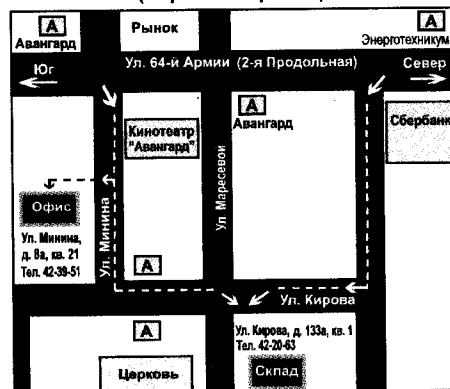 А
Авангард
Рынок
А
Энерготехникум
Юг
Ул. 64-й Армии (2-я Продольная)
Север
А
Авангард
Кинотеатр
"Авангард"
Сбербанк
Ул. Минина
Ул Маресевой
Офис
Ул. Минина,
д. 8а, кв. 21
Тел. 42-39-51
А
Ул. Кирова
А
Церковь
Ул. Кирова, д. 133а, кв. 1
Тел. 42-20-63
Склад